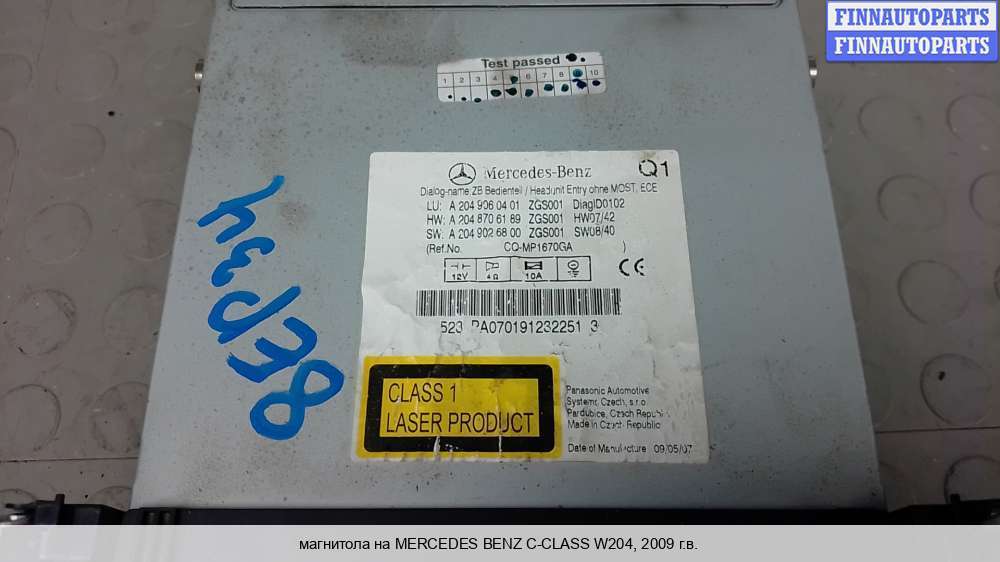 FINNAUTOPARTS
FINNAUTOPARTS
Test passed
1 2 3 4 6 7 8 10
Mercedes-Benz Q1
Dialog-name: ZB Bedienteil / Headunit Entry ohne MOST, ECE
LU: A 204 906 04 01 ZGS001 DiagID0102
HW: A 204 870 61 89 ZGS001 HW07/42
SW: A 204 902 68 00 ZGS001 SW08/40
(Ref.No. CQ-MP1670GA )
12V 4Ω 10A CE
523 PA070191232251 3
CLASS 1
LASER PRODUCT
Panasonic Automotive
Systems Czech, s.r.o
Pardubice, Czech Republic
Made in Czech Republic
Date of Manufacture 09/05/07
8EP34
магнитола на MERCEDES BENZ C-CLASS W204, 2009 г.в.